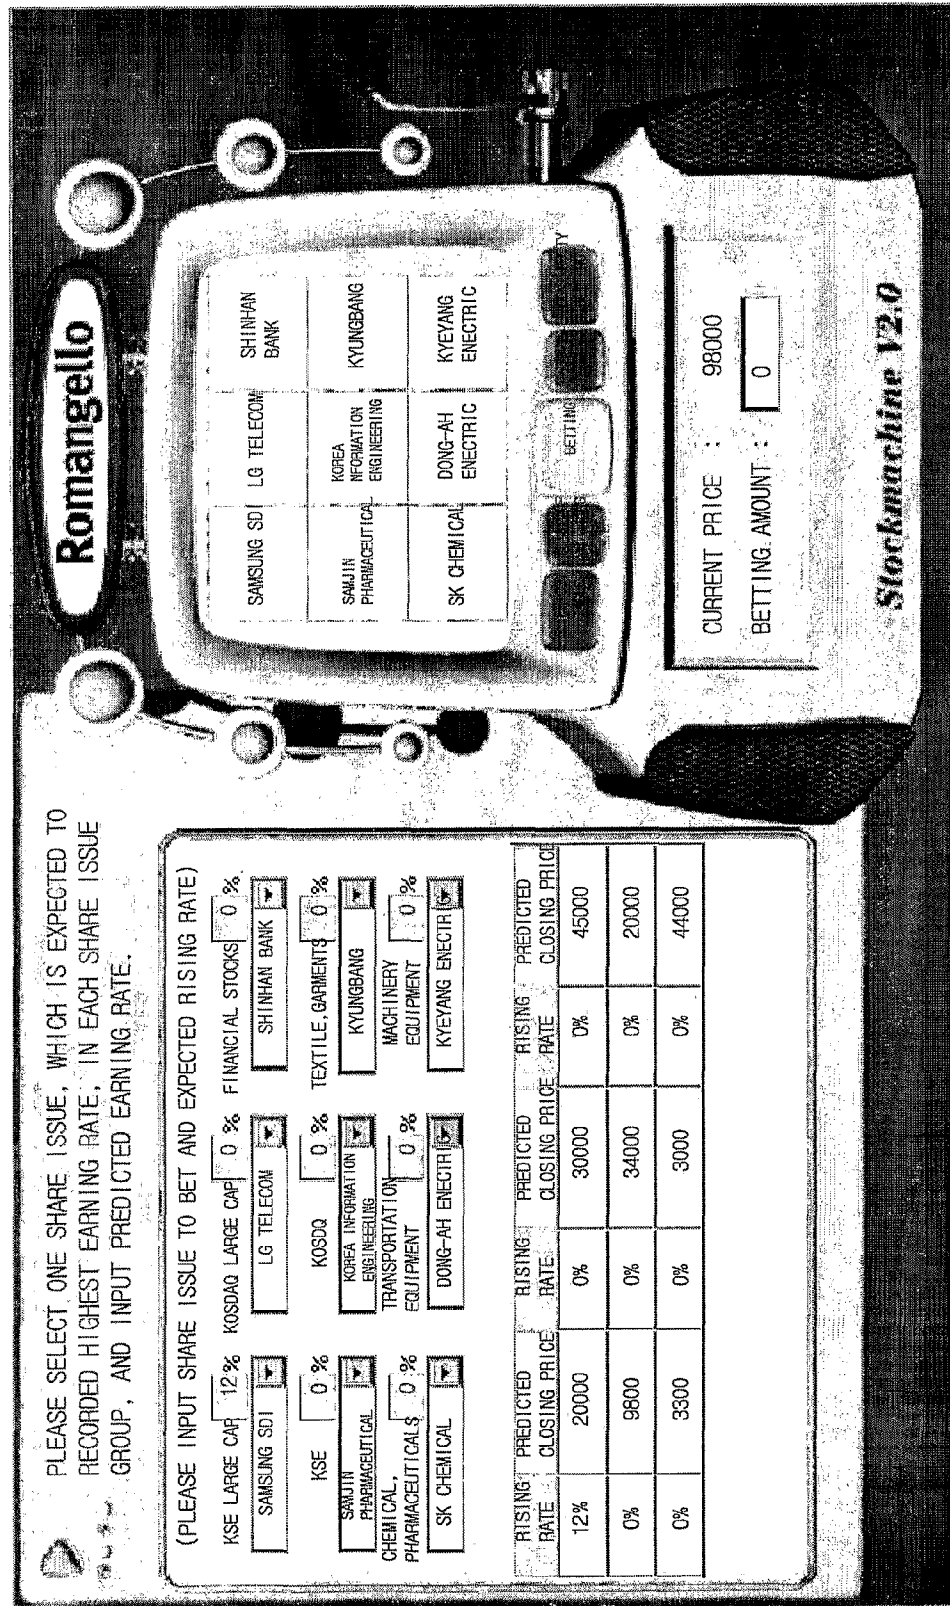 PLEASE SELECT ONE SHARE ISSUE, WHICH IS EXPECTED TO
RECORDED HIGHEST EARNING RATE, IN EACH SHARE ISSUE
GROUP, AND INPUT PREDICTED EARNING RATE.
(PLEASE INPUT SHARE ISSUE TO BET AND EXPECTED RISING RATE)
KSE LARGE CAP 12% KOSDAQ LARGE CAP 0% FINANCIAL STOCKS 0%
SAMSUNG SDI LG TELECOM SHINHAN BANK
KSE 0% KOSDQ 0% TEXTILE,GARMENTS 0%
SAMJIN PHARMACEUTICAL KOREA INFORMATION ENGINEERING KYUNGBANG
CHEMICAL, PHARMACEUTICALS 0% TRANSPORTATION EQUIPMENT 0% MACHINERY EQUIPMENT 0%
SK CHEMICAL DONG-AH ENECTRI KYEYANG ENECTR
RISING RATE PREDICTED CLOSING PRICE RISING RATE PREDICTED CLOSING PRICE RISING RATE PREDICTED CLOSING PRICE
12% 20000 0% 30000 0% 45000
0% 9800 0% 34000 0% 20000
0% 3300 0% 3000 0% 44000
Romangello
SAMSUNG SDI LG TELECOM SHINHAN BANK
SAMJIN PHARMACEUTICAL KOREA NFORMATION ENGINEERING KYUNGBANG
SK CHEMICAL DONG-AH ENECTRIC KYEYANG ENECTRIC
BETTING
CURRENT PRICE : 98000
BETTING AMOUNT : 0
Stockmachine V2.0